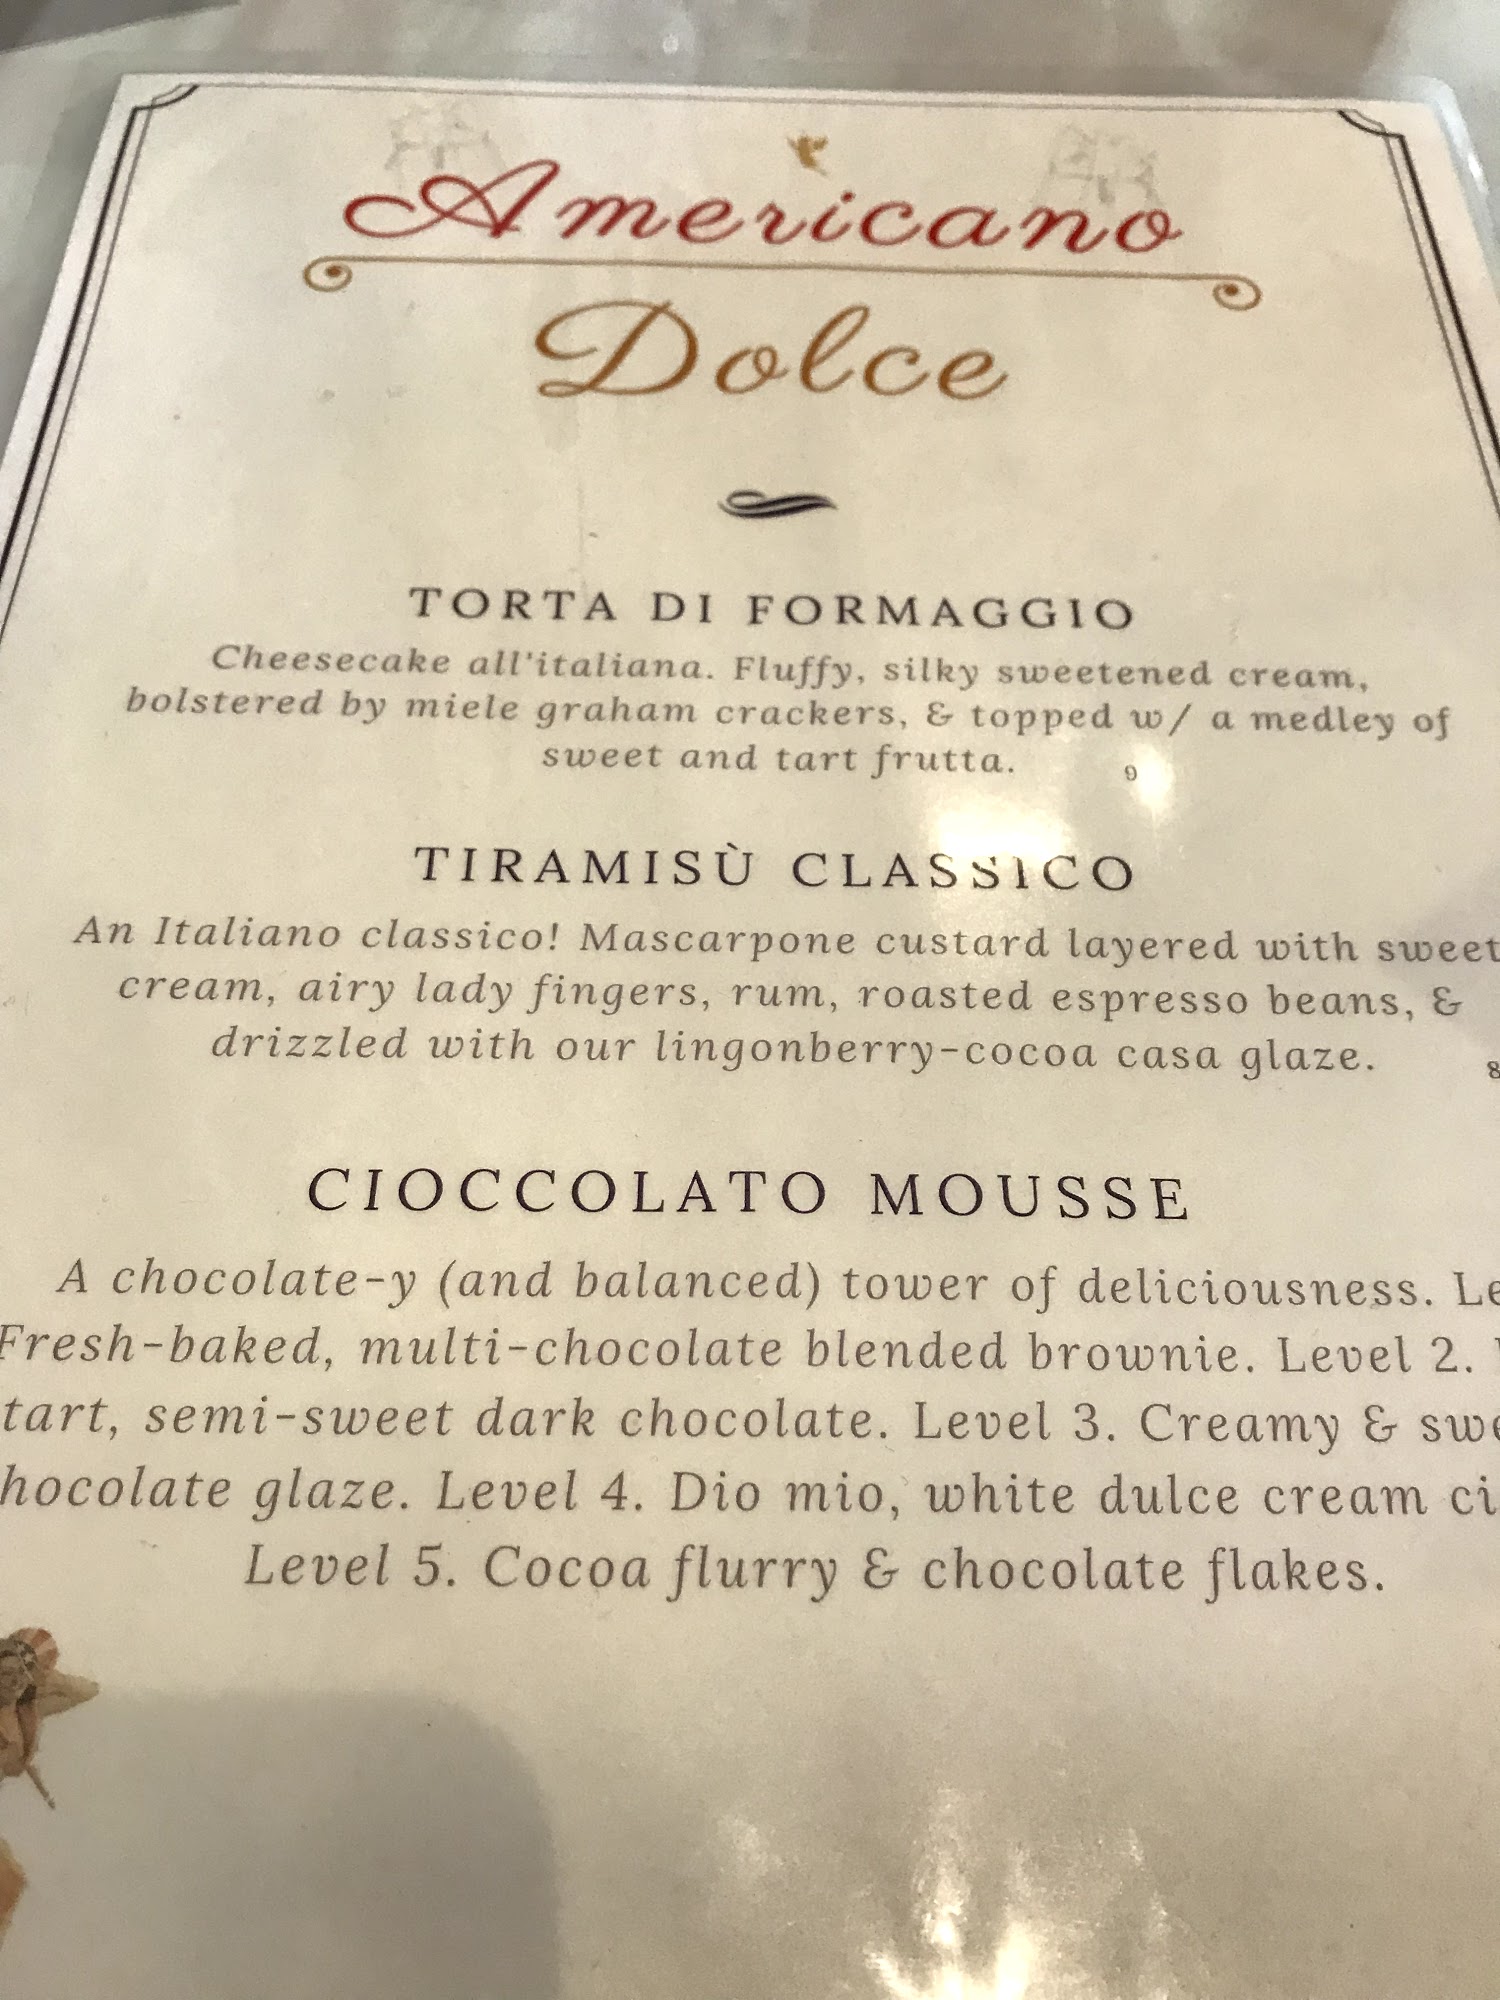 Americano
Dolce
TORTA DI FORMAGGIO
Cheesecake all'italiana. Fluffy, silky sweetened cream,
bolstered by miele graham crackers, & topped w/ a medley of
sweet and tart frutta. 9
TIRAMISÙ CLASSICO
An Italiano classico! Mascarpone custard layered with sweet
cream, airy lady fingers, rum, roasted espresso beans, &
drizzled with our lingonberry-cocoa casa glaze. 8
CIOCCOLATO MOUSSE
A chocolate-y (and balanced) tower of deliciousness.
Fresh-baked, multi-chocolate blended brownie. Level 2.
tart, semi-sweet dark chocolate. Level 3. Creamy &
hocolate glaze. Level 4. Dio mio, white dulce cream
Level 5. Cocoa flurry & chocolate flakes.